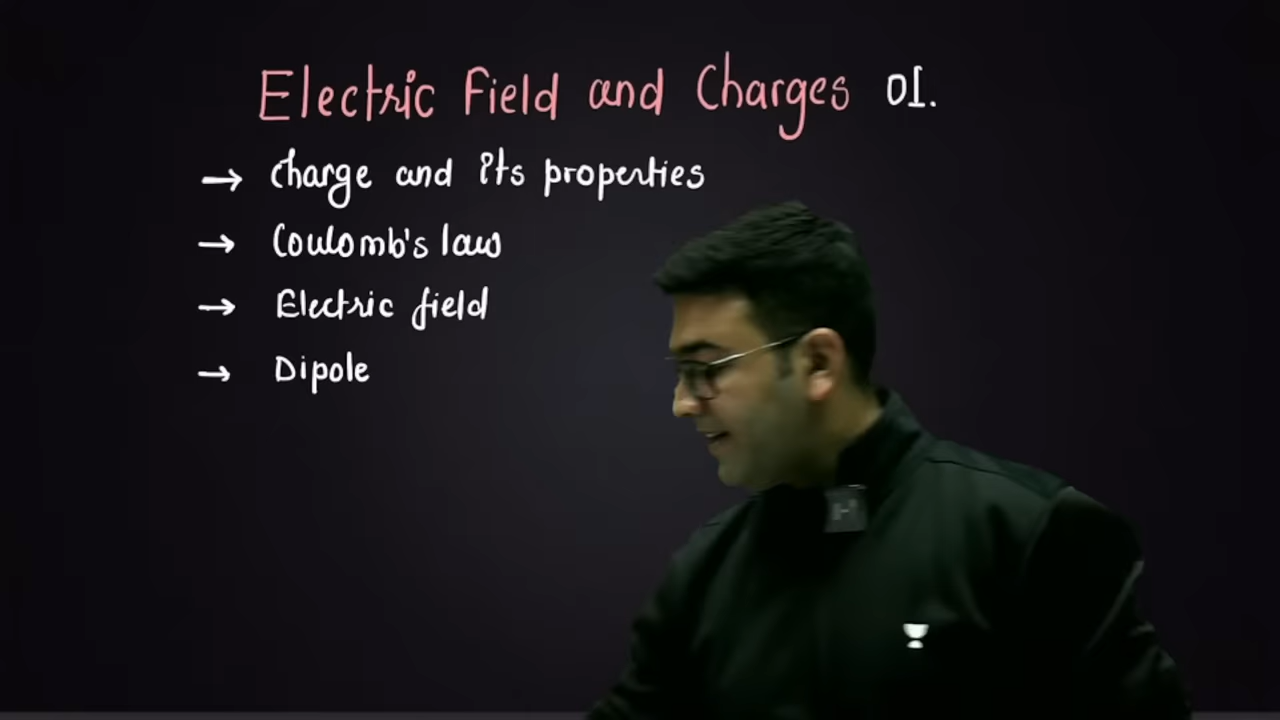 Electric Field and Charges 01.
→ Charge and its properties
→ Coulomb's law
→ Electric field
→ Dipole